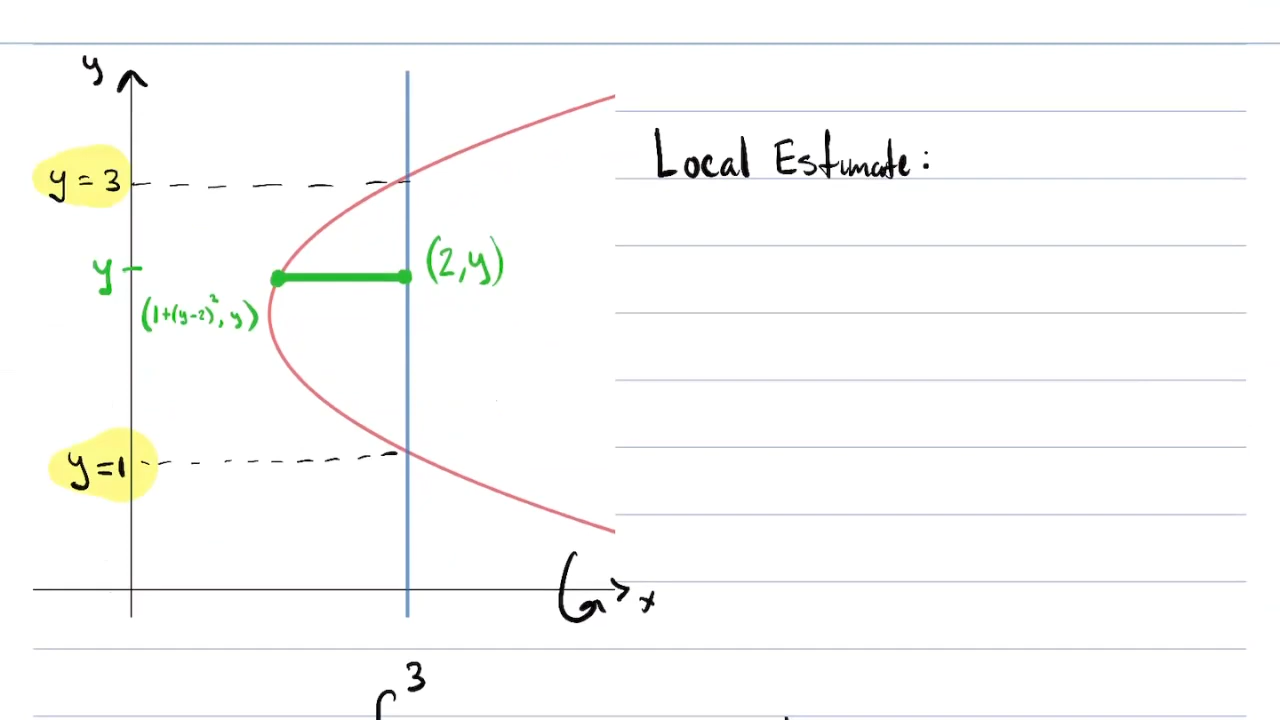 y
y = 3
Local Estimate:
y
(2, y)
(1+(y-2)², y)
y = 1
x
∫³